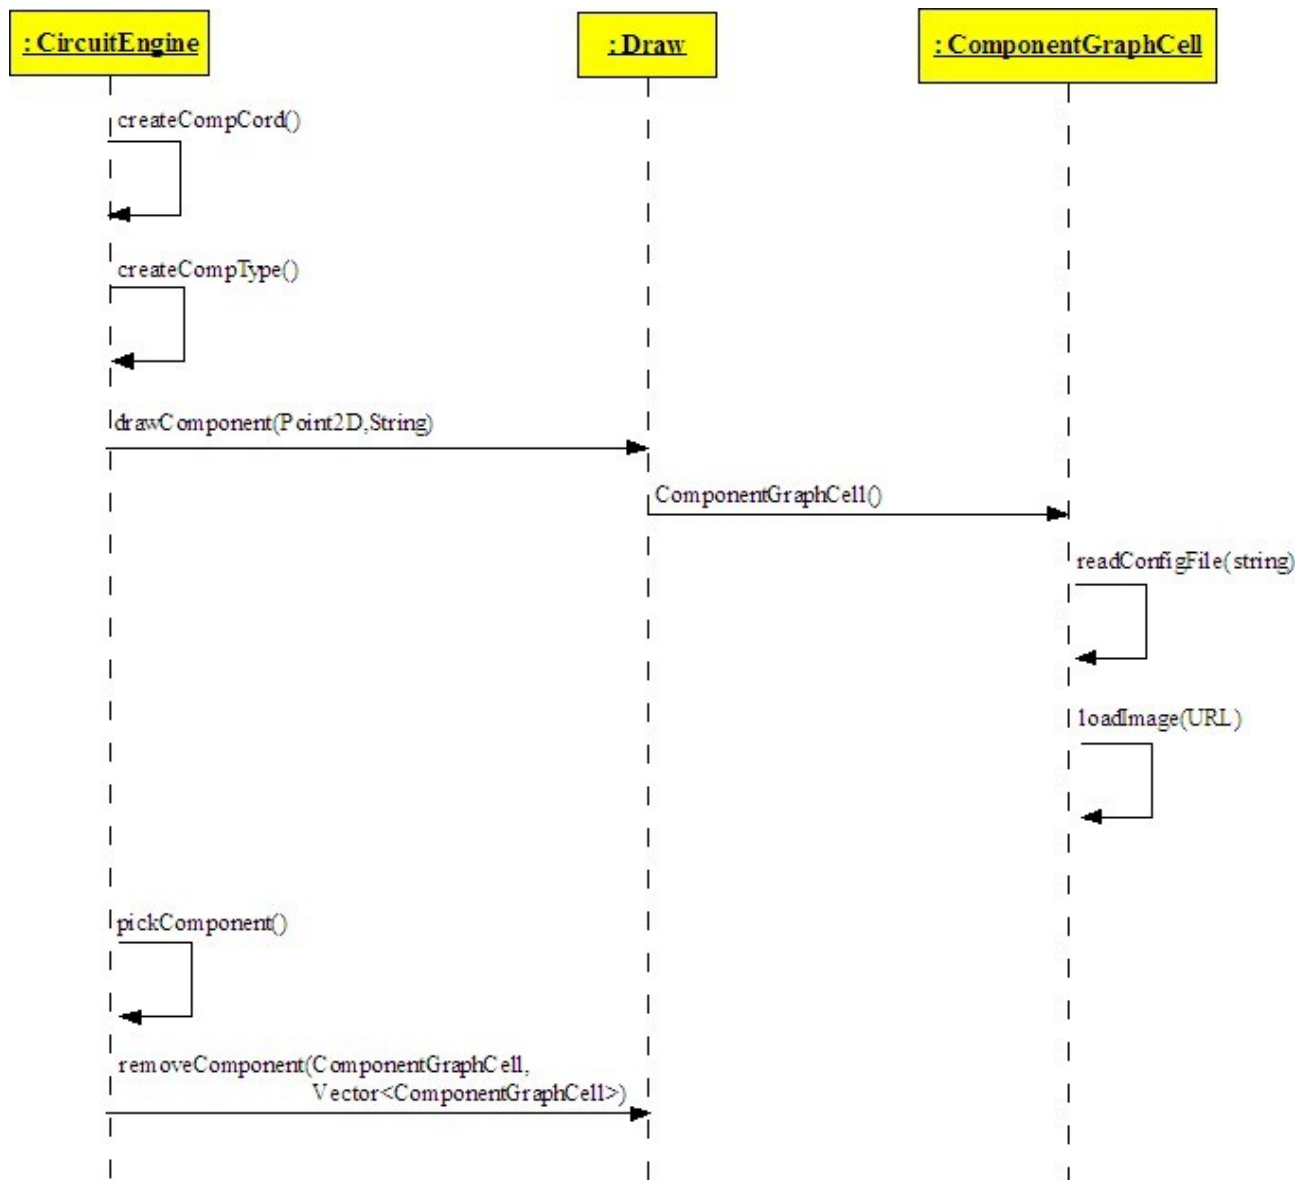 : CircuitEngine
: Draw
: ComponentGraphCell
createCompCord()
createCompType()
drawComponent(Point2D,String)
ComponentGraphCell()
readConfigFile(string)
loadImage(URL)
pickComponent()
removeComponent(ComponentGraphCell,
Vector<ComponentGraphCell>)